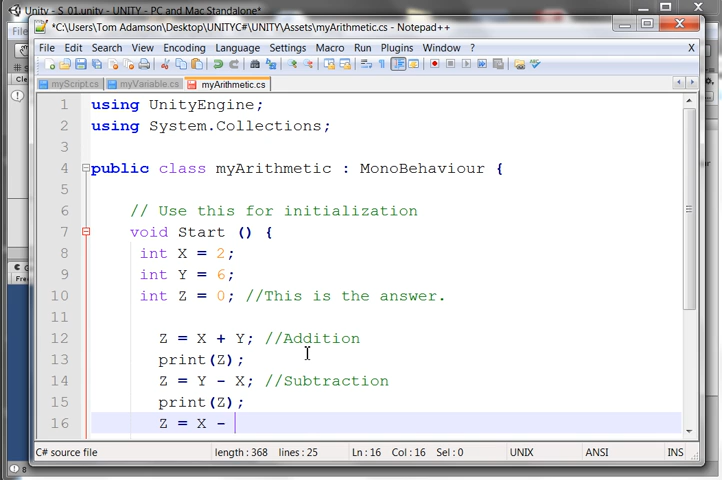 Unity - S_01.unity - UNITY - PC and Mac Standalone*
*C:\Users\Tom Adamson\Desktop\UNITYC#\UNITY\Assets\myArithmetic.cs - Notepad++
File Edit Search View Encoding Language Settings Macro Run Plugins Window ? X
myScript.cs myVariable.cs myArithmetic.cs
1 using UnityEngine;
2 using System.Collections;
3
4 public class myArithmetic : MonoBehaviour {
5
6 // Use this for initialization
7 void Start () {
8 int X = 2;
9 int Y = 6;
10 int Z = 0; //This is the answer.
11
12 Z = X + Y; //Addition
13 print(Z);
14 Z = Y - X; //Subtraction
15 print(Z);
16 Z = X -
C# source file length : 368 lines : 25 Ln : 16 Col : 16 Sel : 0 UNIX ANSI INS